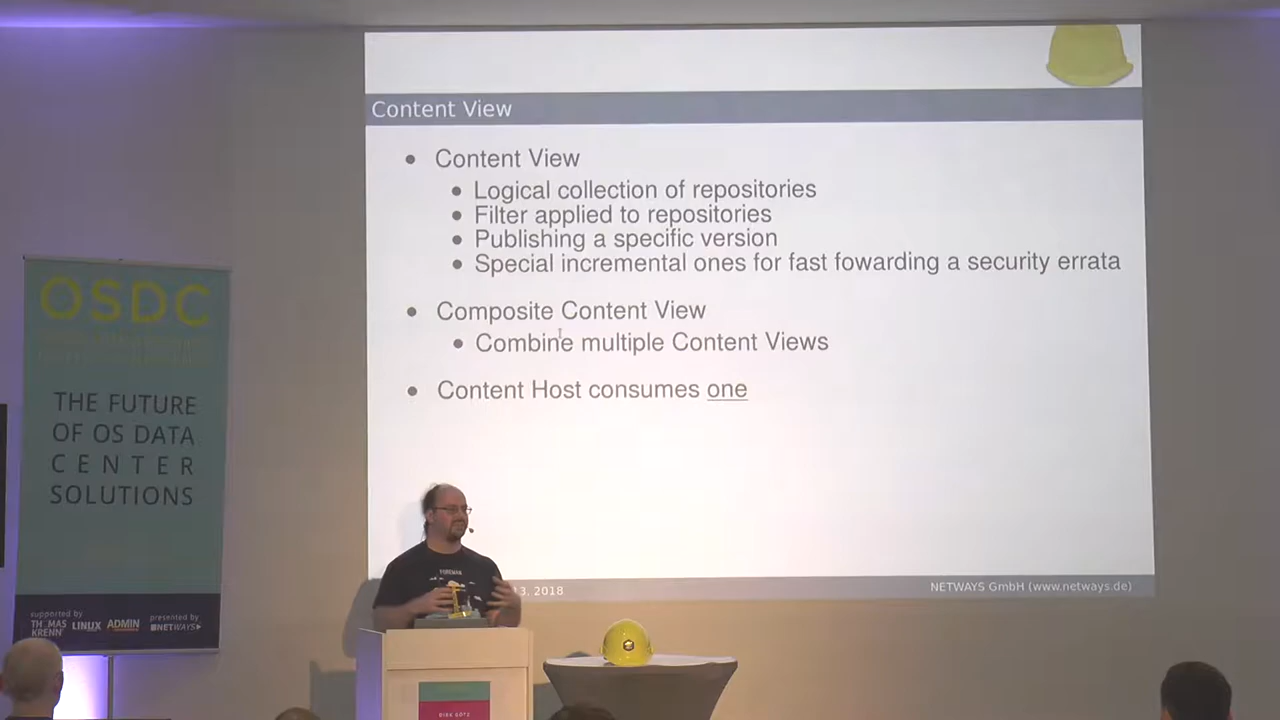 Content View
• Content View
• Logical collection of repositories
• Filter applied to repositories
• Publishing a specific version
• Special incremental ones for fast fowarding a security errata
• Composite Content View
• Combine multiple Content Views
• Content Host consumes one
3, 2018
NETWAYS GmbH (www.netways.de)
OSDC
THE FUTURE
OF OS DATA
CENTER
SOLUTIONS
supported by
THOMAS KRENN
LINUX
ADMIN
presented by
NETWAYS
FOREMAN
DIRK GÖTZ